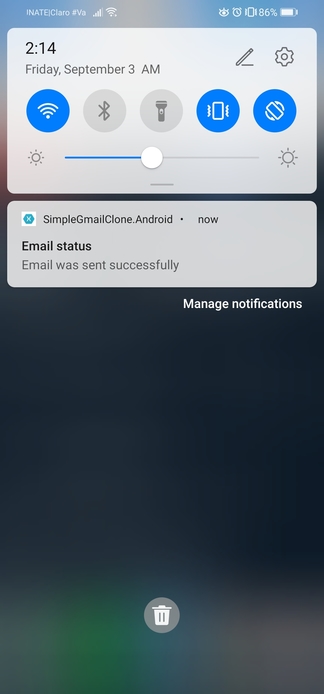 INATE|Claro #Va
86%
2:14
Friday, September 3 AM
SimpleGmailClone.Android • now
Email status
Email was sent successfully
Manage notifications